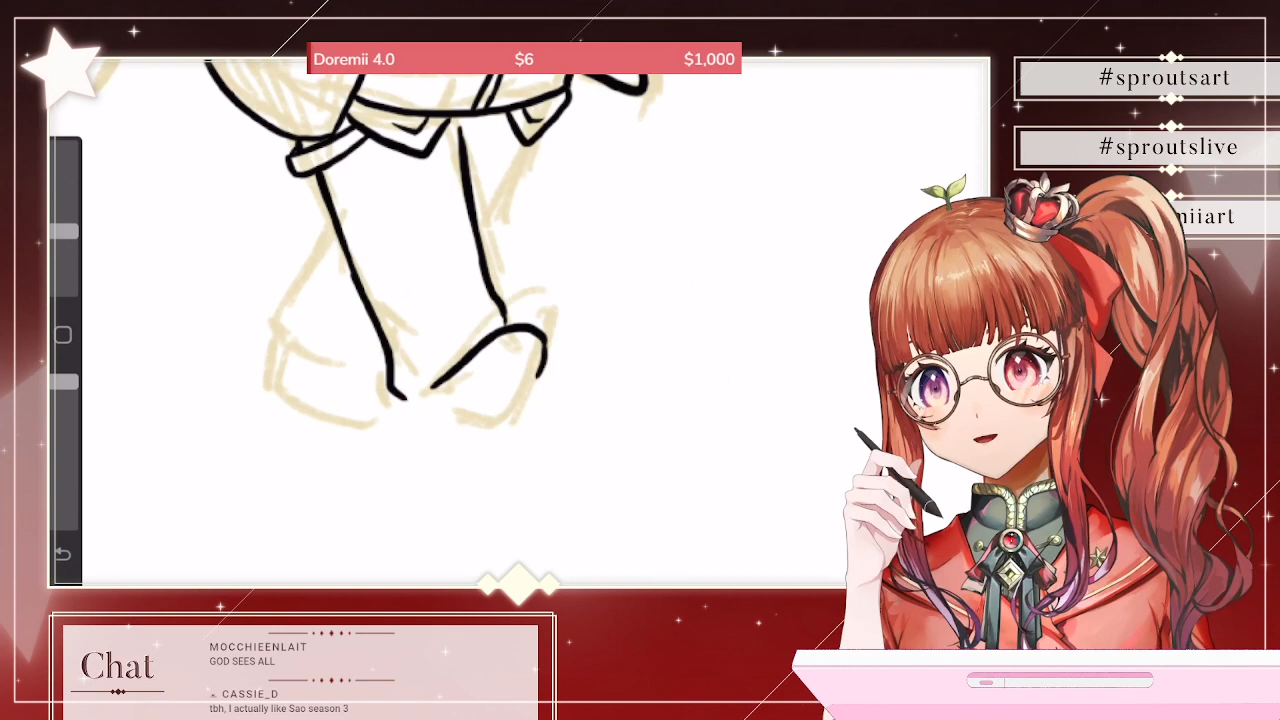 Doremii 4.0 $6 $1,000
#sproutsart
#sproutslive
Chat
MOCCHIEENLAIT
GOD SEES ALL
CASSIE_D
tbh, I actually like Sao season 3